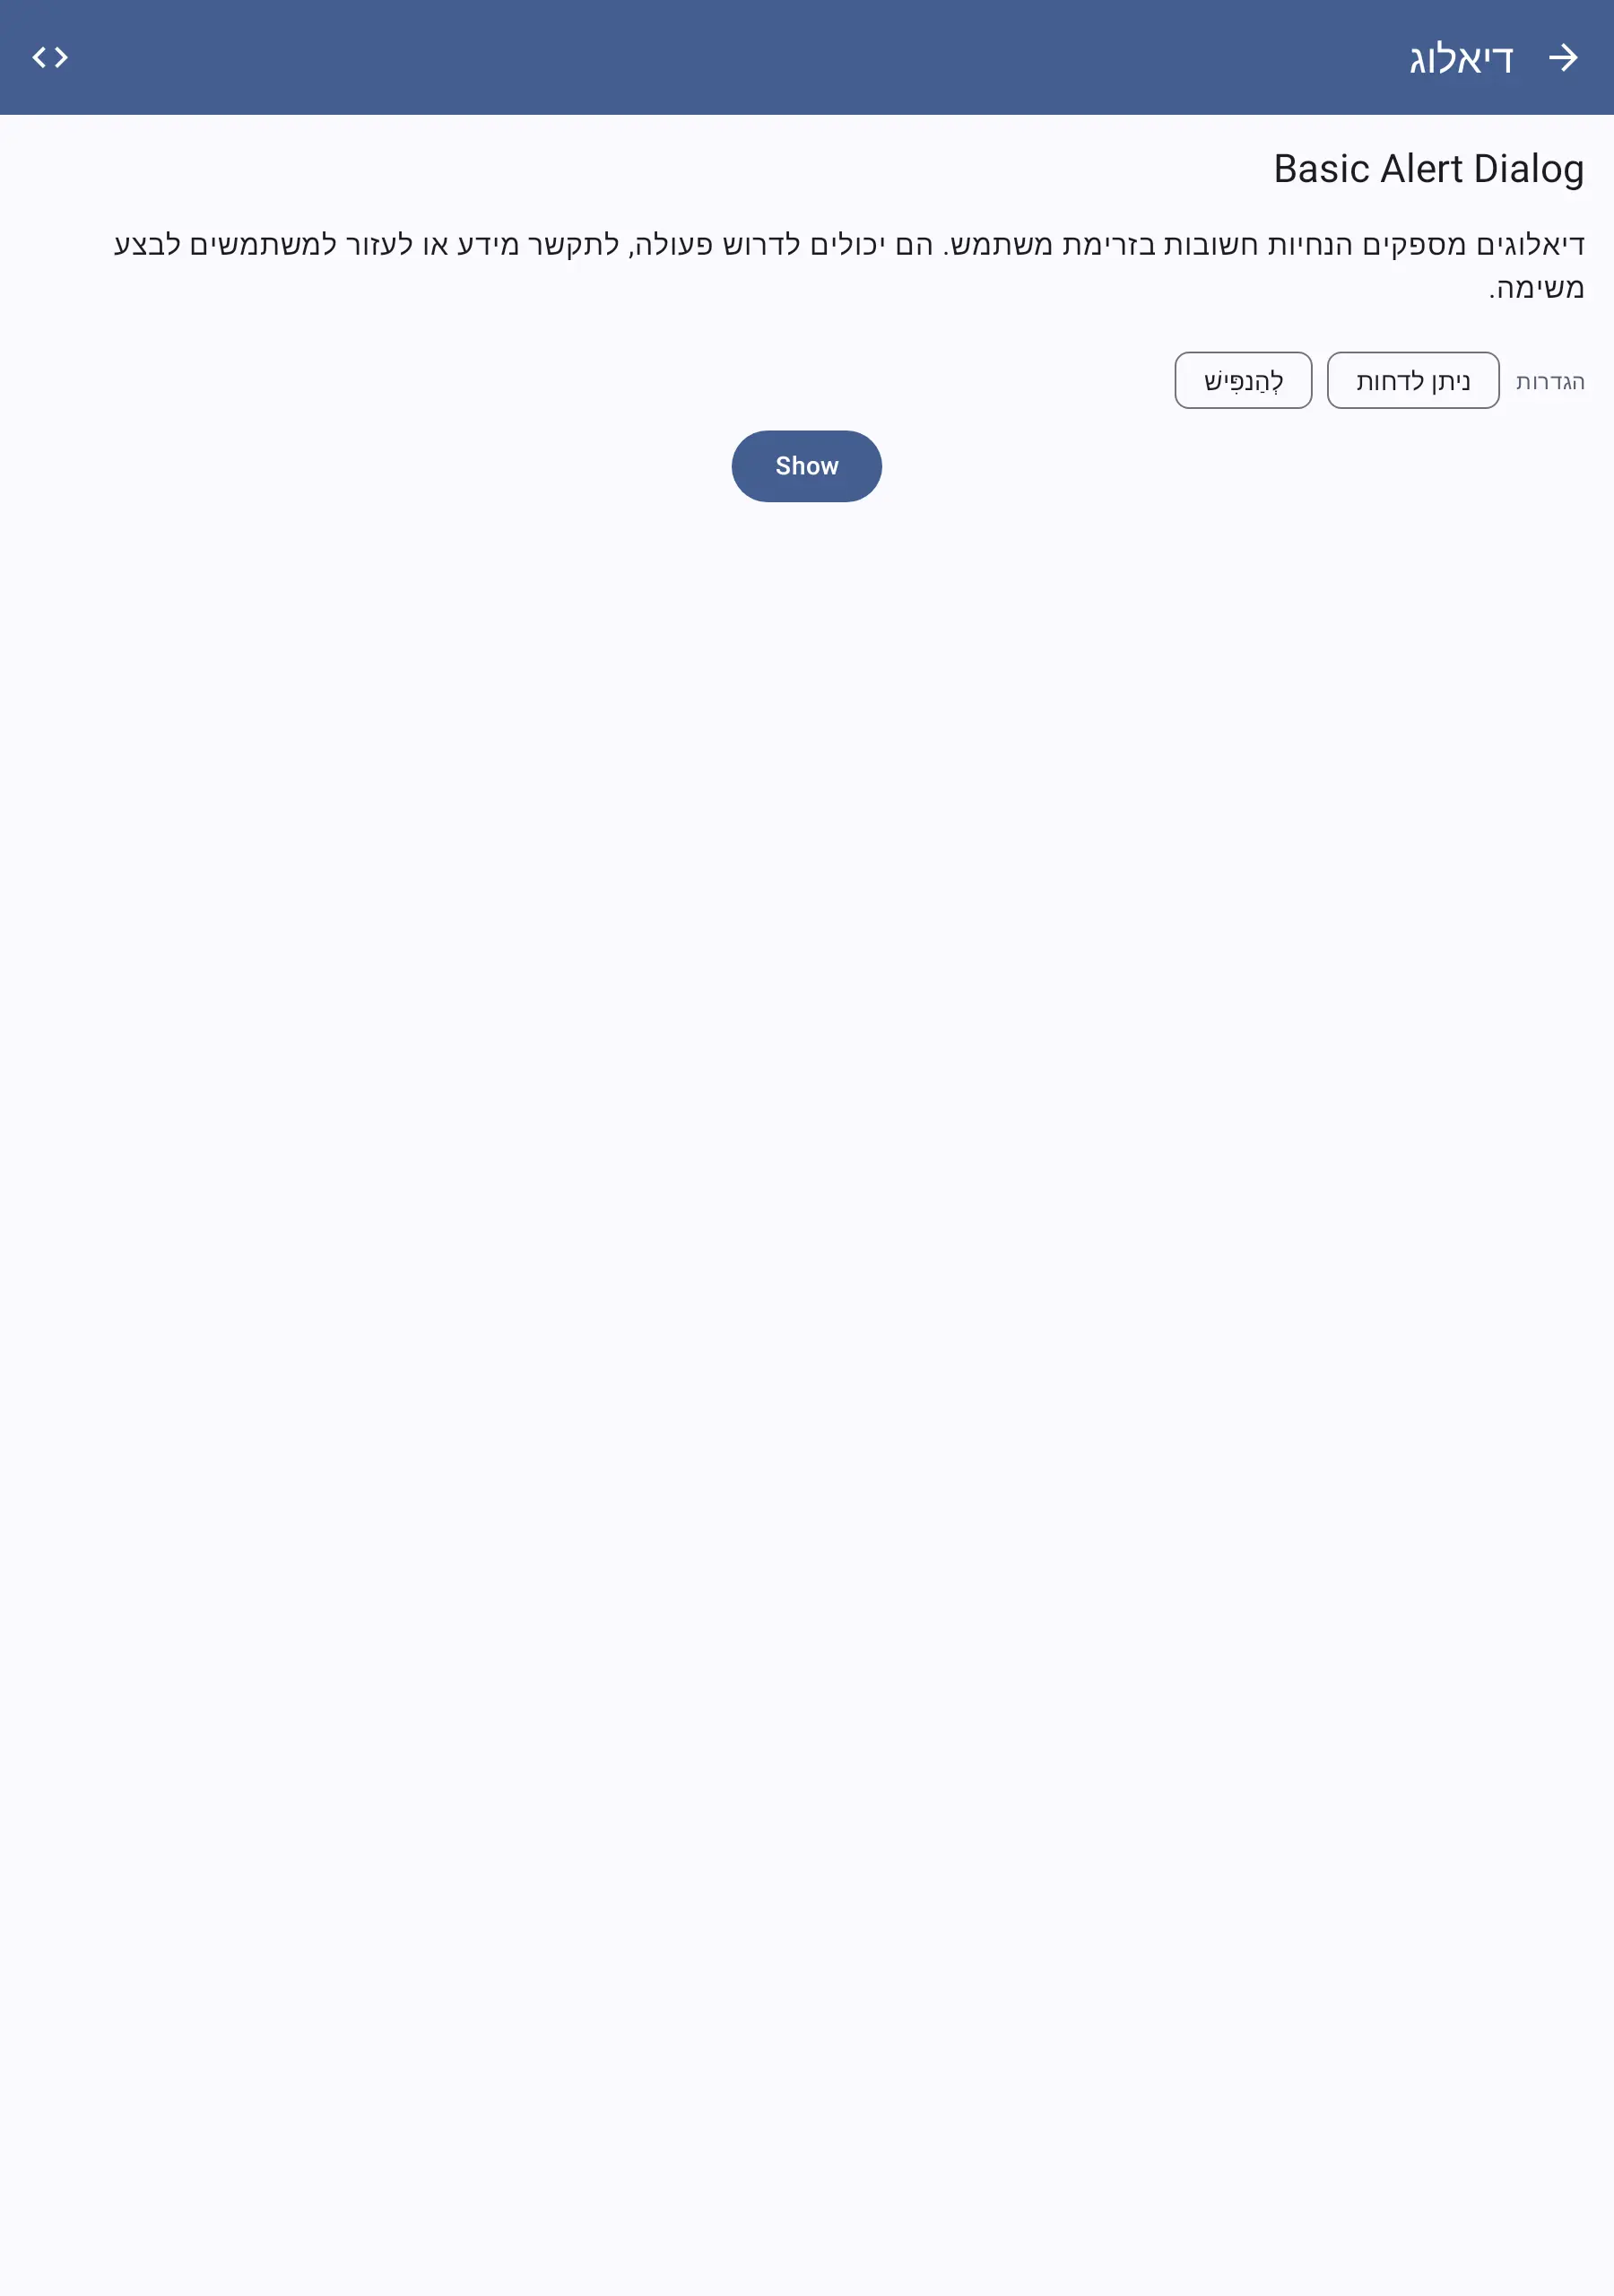 דיאלוג
Basic Alert Dialog
דיאלוגים מספקים הנחיות חשובות בזרימת משתמש. הם יכולים לדרוש פעולה, לתקשר מידע או לעזור למשתמשים לבצע
משימה.
הגדרות ניתן לדחות לְהַנפִּישׁ
Show